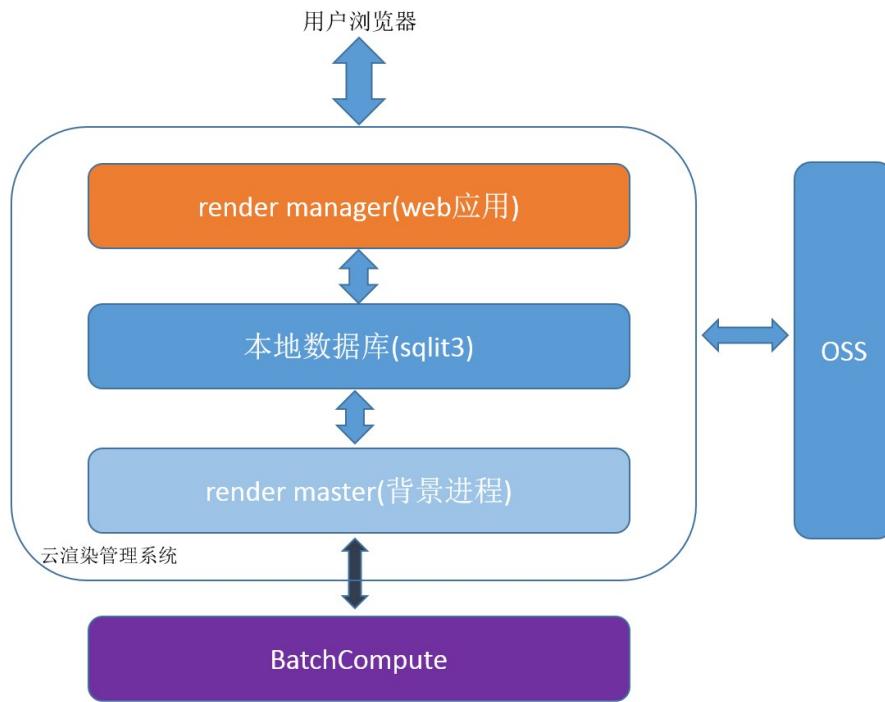 用户浏览器
render manager(web应用)
本地数据库(sqlit3)
OSS
render master(背景进程)
云渲染管理系统
BatchCompute